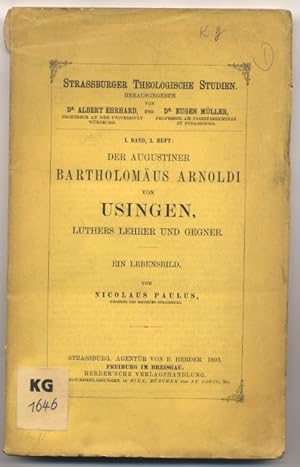 K g
STRASSBURGER THEOLOGISCHE STUDIEN.
HERAUSGEGEBEN
VON
DR. ALBERT EHRHARD, UND DR. EUGEN MÜLLER,
PROFESSOR AN DER UNIVERSITÄT PROFESSOR AM PRIESTERSEMINAR
WÜRZBURG. ZU STRASSBURG.
I. BAND, 3. HEFT:
DER AUGUSTINER
BARTHOLOMÄUS ARNOLDI
VON
USINGEN,
LUTHERS LEHRER UND GEGNER.
EIN LEBENSBILD,
VON
NICOLAUS PAULUS,
PRIESTER DES BISTHUMS STRASSBURG.
STRASSBURG. AGENTUR VON B. HERDER. 1893.
FREIBURG IM BREISGAU,
HERDER'SCHE VERLAGSHANDLUNG.
ZWEIGNIEDERLASSUNGEN IN WIEN, MÜNCHEN UND ST. LOUIS, MO.
KG
1646